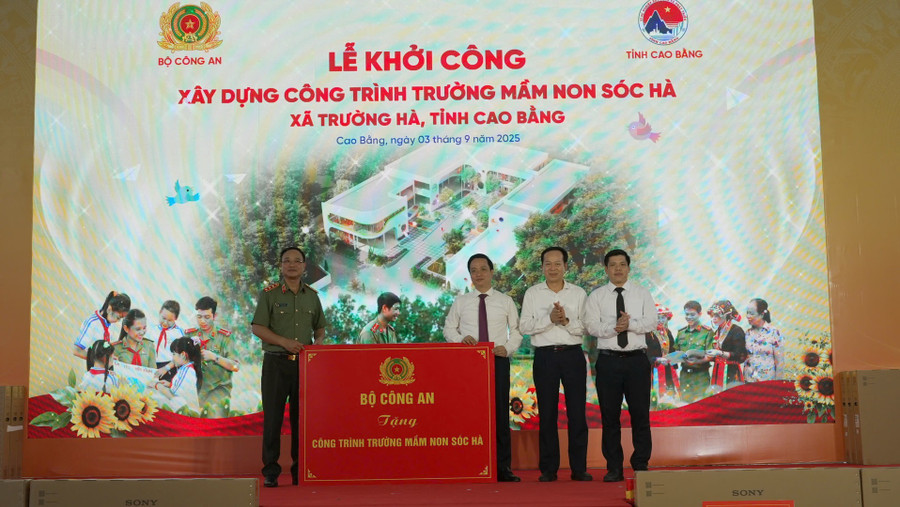 BỘ CÔNG AN
TỈNH CAO BẰNG
LỄ KHỞI CÔNG
XÂY DỰNG CÔNG TRÌNH TRƯỜNG MẦM NON SÓC HÀ
XÃ TRƯỜNG HÀ, TỈNH CAO BẰNG
Cao Bằng, ngày 03 tháng 9 năm 2025
BỘ CÔNG AN
Tặng
CÔNG TRÌNH TRƯỜNG MẦM NON SÓC HÀ
SONY
SONY